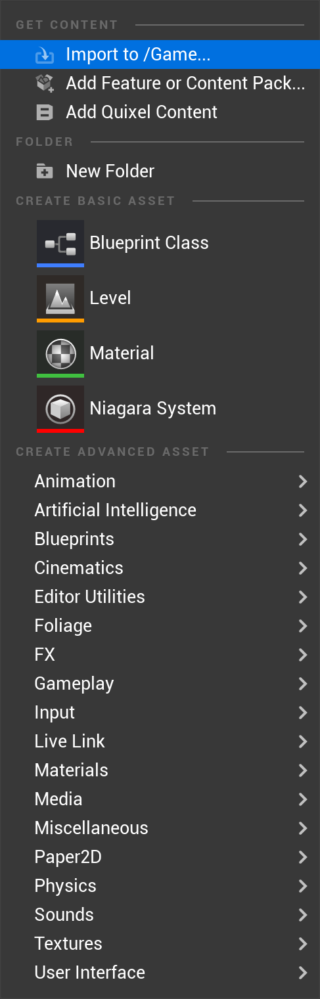 GET CONTENT
Import to /Game...
Add Feature or Content Pack...
Add Quixel Content
FOLDER
New Folder
CREATE BASIC ASSET
Blueprint Class
Level
Material
Niagara System
CREATE ADVANCED ASSET
Animation
Artificial Intelligence
Blueprints
Cinematics
Editor Utilities
Foliage
FX
Gameplay
Input
Live Link
Materials
Media
Miscellaneous
Paper2D
Physics
Sounds
Textures
User Interface